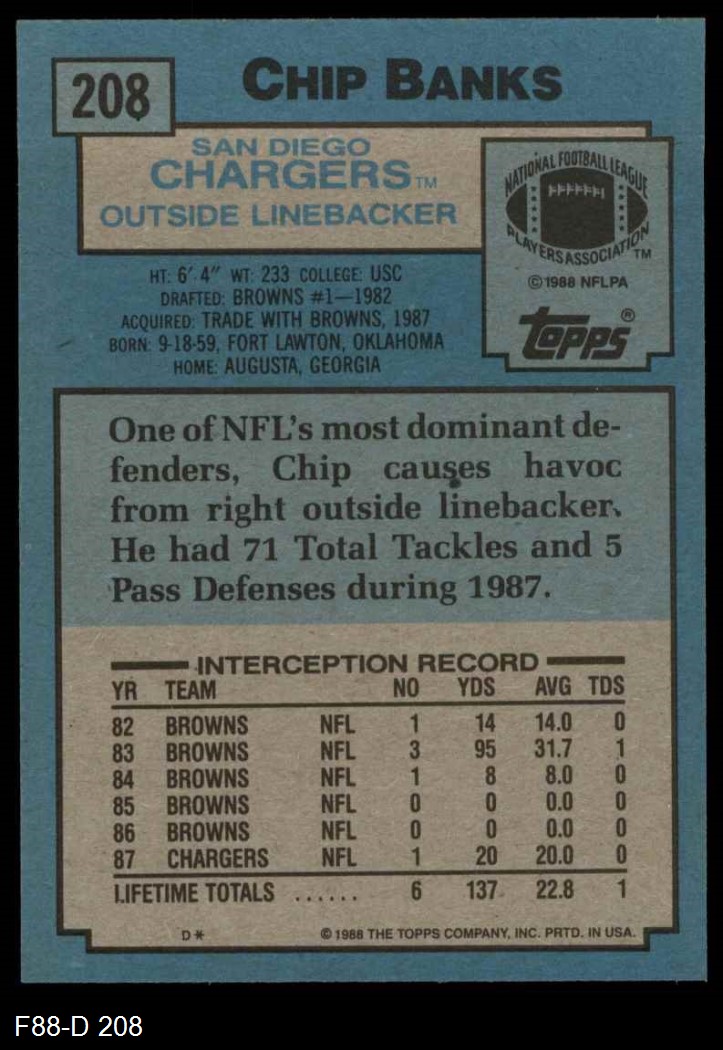 208
CHIP BANKS
SAN DIEGO
CHARGERS™
OUTSIDE LINEBACKER
NATIONAL FOOTBALL LEAGUE
PLAYERS ASSOCIATION™
©1988 NFLPA
topps®
HT: 6' 4" WT: 233 COLLEGE: USC
DRAFTED: BROWNS #1—1982
ACQUIRED: TRADE WITH BROWNS, 1987
BORN: 9-18-59, FORT LAWTON, OKLAHOMA
HOME: AUGUSTA, GEORGIA
One of NFL's most dominant de-
fenders, Chip causes havoc
from right outside linebacker.
He had 71 Total Tackles and 5
Pass Defenses during 1987.
INTERCEPTION RECORD
YR TEAM NO YDS AVG TDS
82 BROWNS NFL 1 14 14.0 0
83 BROWNS NFL 3 95 31.7 1
84 BROWNS NFL 1 8 8.0 0
85 BROWNS NFL 0 0 0.0 0
86 BROWNS NFL 0 0 0.0 0
87 CHARGERS NFL 1 20 20.0 0
LIFETIME TOTALS ...... 6 137 22.8 1
D* ©1988 THE TOPPS COMPANY, INC. PRTD. IN USA.
F88-D 208